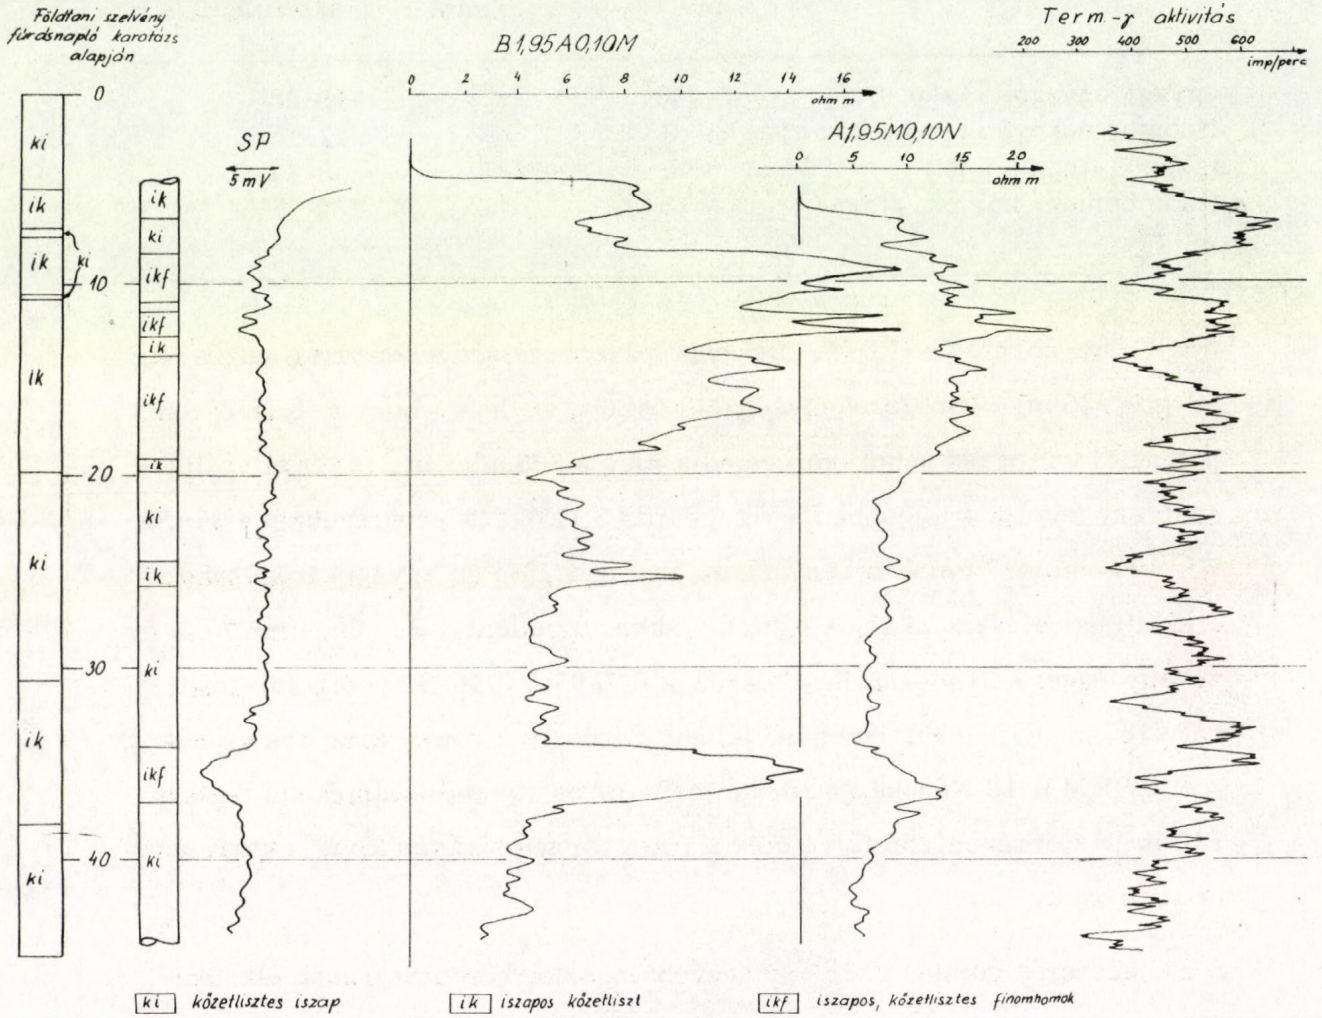 Földtani szelvény
fúrásnapló karotázs
alapján
B1,95A0,10M
Term.-γ aktivitás
200 300 400 500 600
imp/perc
0 2 4 6 8 10 12 14 16
ohm m
0
10
20
30
40
SP
5 mV
A1,95M0,10N
0 5 10 15 20
ohm m
ki
ik
ik
ki
ik
ki
ik
ki
ik
ki
ikf
ikf
ik
ikf
ik
ki
ik
ki
ikf
ki
ki kőzetlisztes iszap
ik iszapos kőzetliszt
ikf iszapos, kőzetlisztes finomhomok